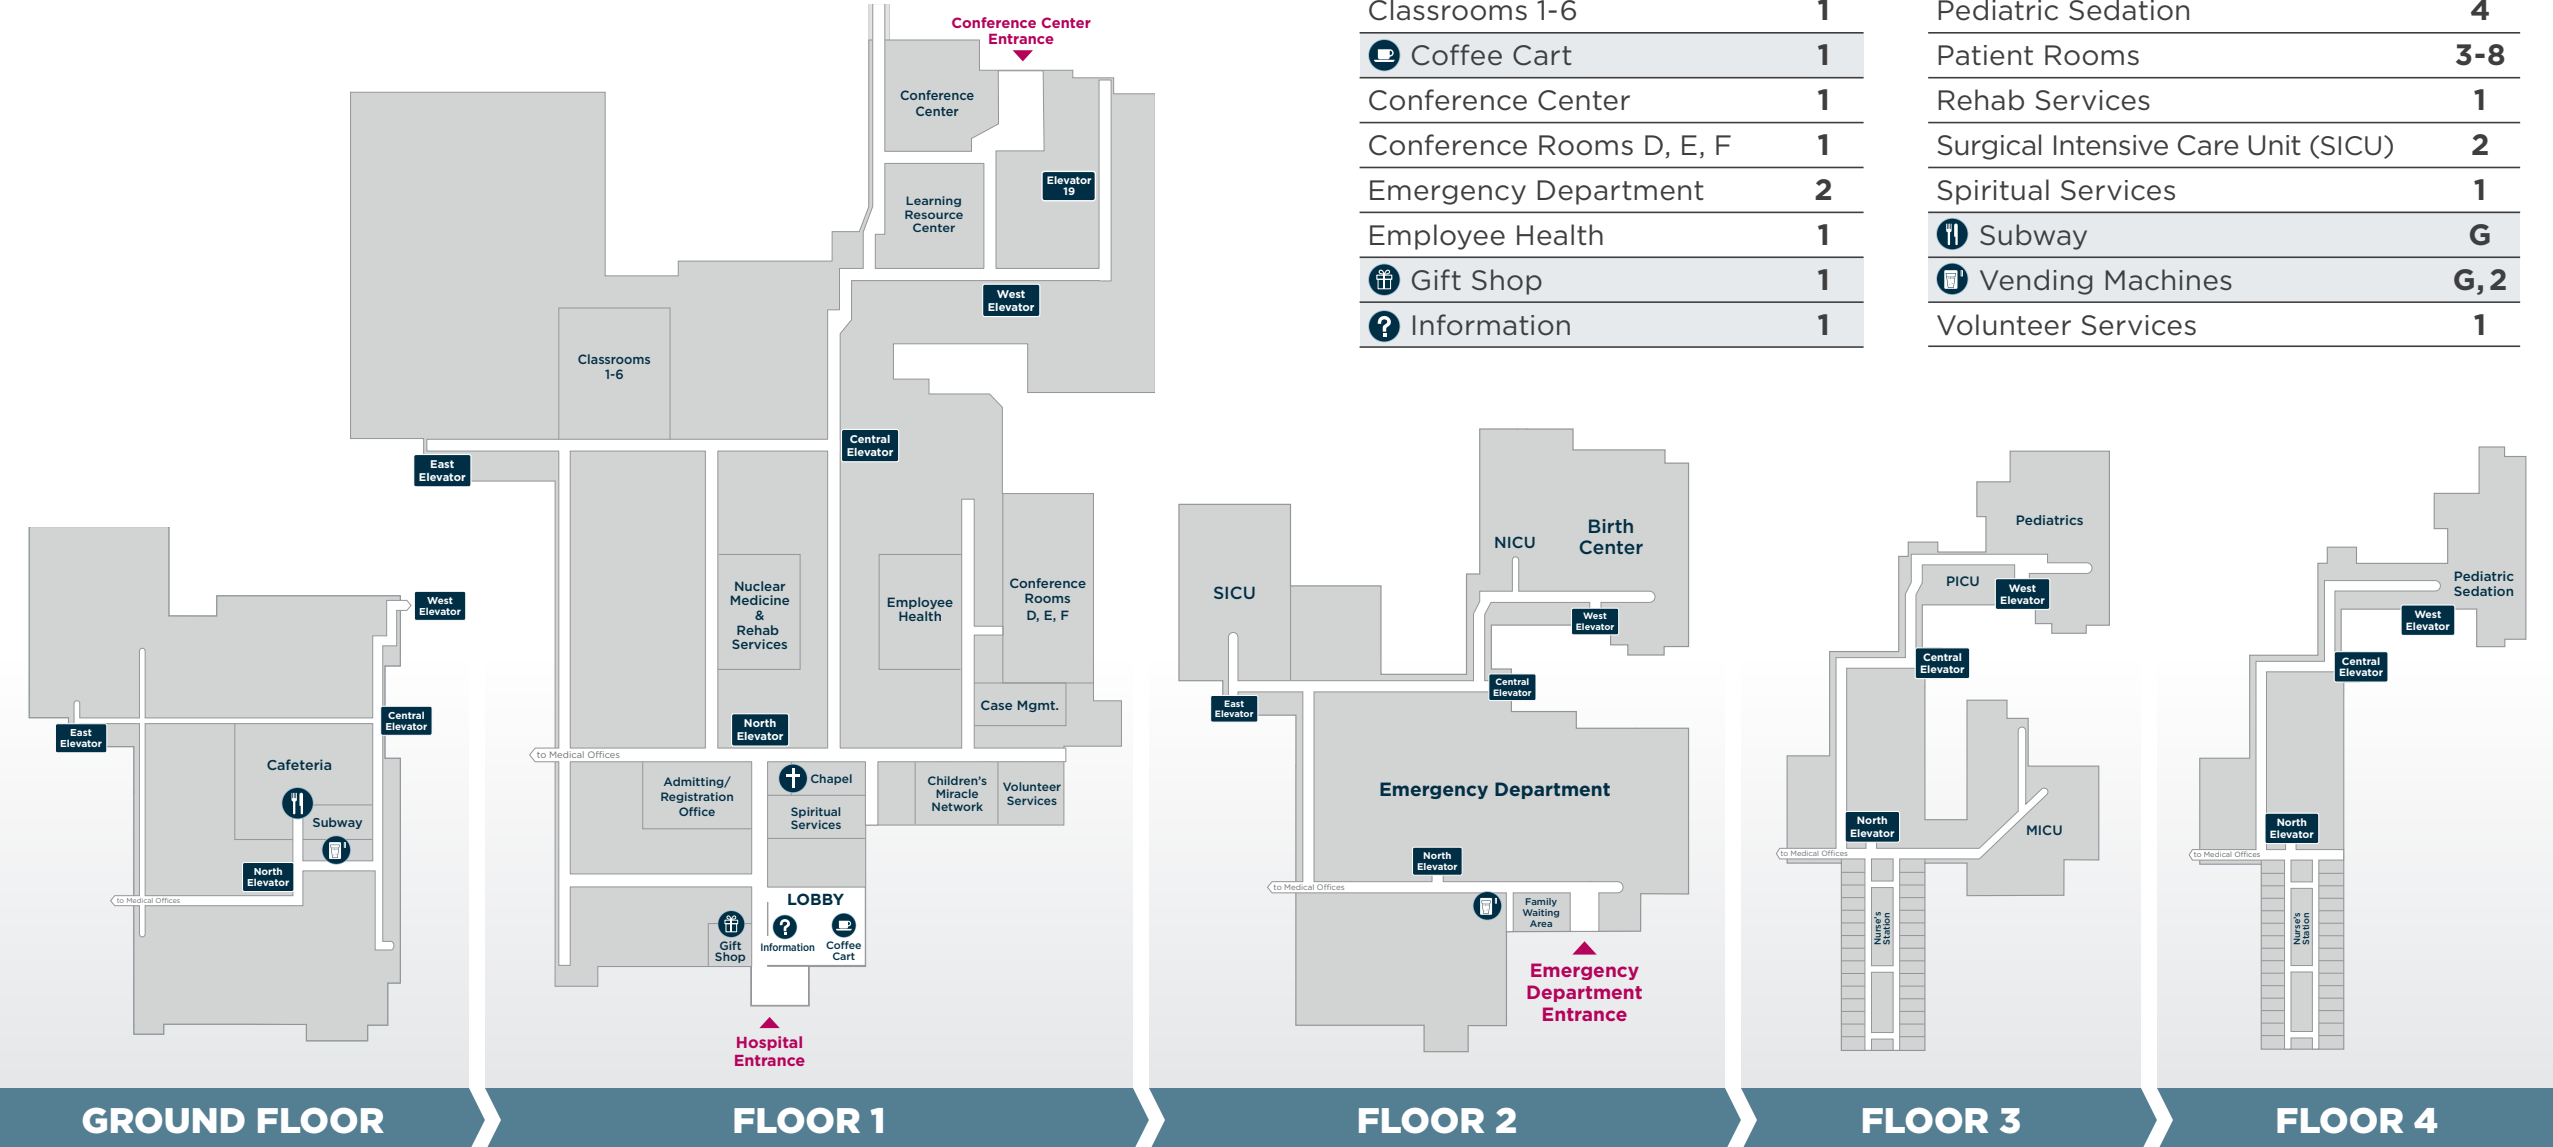 Classrooms 1-6 1
Coffee Cart 1
Conference Center 1
Conference Rooms D, E, F 1
Emergency Department 2
Employee Health 1
Gift Shop 1
Information 1
Pediatric Sedation 4
Patient Rooms 3-8
Rehab Services 1
Surgical Intensive Care Unit (SICU) 2
Spiritual Services 1
Subway G
Vending Machines G, 2
Volunteer Services 1
West
Elevator
Central
Elevator
East
Elevator
Cafeteria
Subway
North
Elevator
to Medical Offices
GROUND FLOOR
Conference Center
Entrance
Conference
Center
Elevator
19
Learning
Resource
Center
West
Elevator
Classrooms
1-6
Central
Elevator
East
Elevator
Nuclear
Medicine
&
Rehab
Services
Employee
Health
Conference
Rooms
D, E, F
Case Mgmt.
North
Elevator
to Medical Offices
Admitting/
Registration
Office
Chapel
Spiritual
Services
Children's
Miracle
Network
Volunteer
Services
LOBBY
Gift
Shop
?
Information
Coffee
Cart
Hospital
Entrance
FLOOR 1
NICU
Birth
Center
SICU
West
Elevator
Central
Elevator
East
Elevator
Emergency Department
North
Elevator
to Medical Offices
Family
Waiting
Area
Emergency
Department
Entrance
FLOOR 2
Pediatrics
PICU
West
Elevator
Central
Elevator
North
Elevator
MICU
to Medical Offices
Nurse's
Station
FLOOR 3
Pediatric
Sedation
West
Elevator
Central
Elevator
North
Elevator
to Medical Offices
Nurse's
Station
FLOOR 4